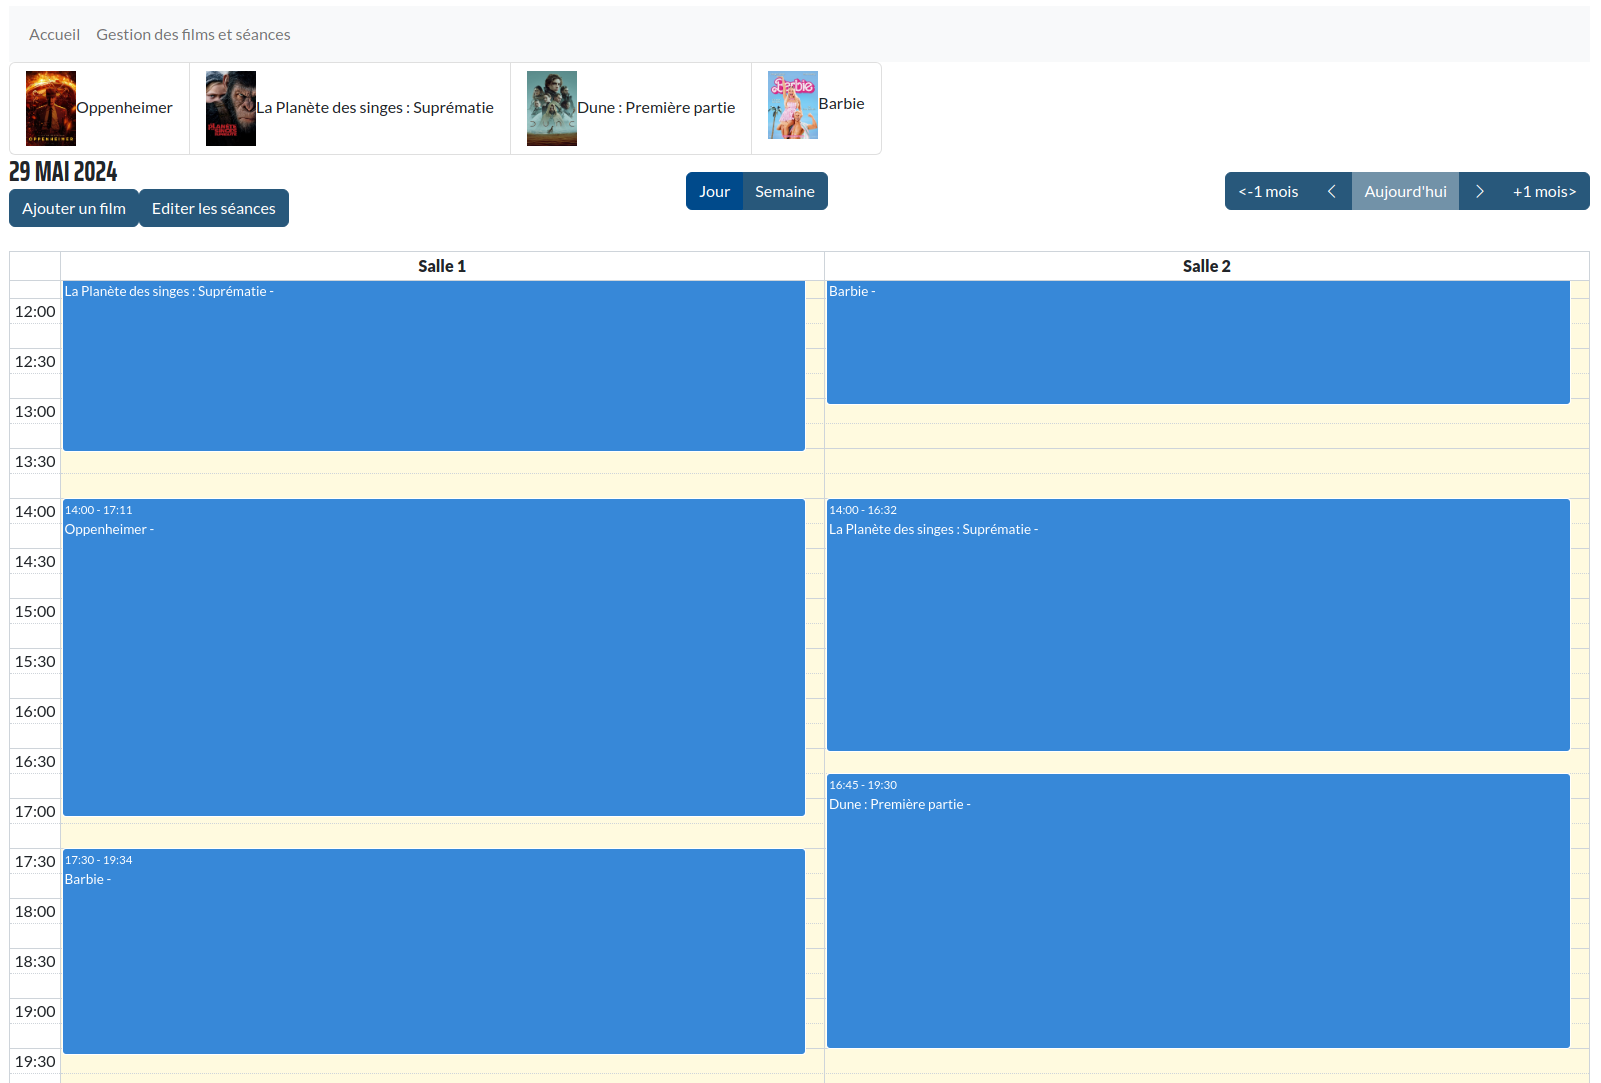 Accueil Gestion des films et séances
Oppenheimer La Planète des singes : Suprématie Dune : Première partie Barbie
29 MAI 2024
Jour Semaine
<-1 mois < Aujourd'hui > +1 mois>
Ajouter un film Editer les séances
Salle 1 Salle 2
La Planète des singes : Suprématie - Barbie -
12:00
12:30
13:00
13:30
14:00
14:00 - 17:11 14:00 - 16:32
Oppenheimer - La Planète des singes : Suprématie -
14:30
15:00
15:30
16:00
16:30
16:45 - 19:30
Dune : Première partie -
17:00
17:30
17:30 - 19:34
Barbie -
18:00
18:30
19:00
19:30